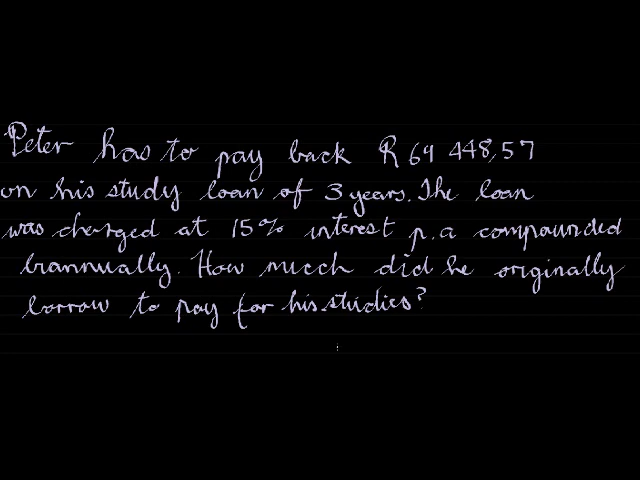 Peter has to pay back R 69 448,57
on his study loan of 3 years. The loan
was charged at 15% interest p.a compounded
biannually. How much did he originally
borrow to pay for his studies?